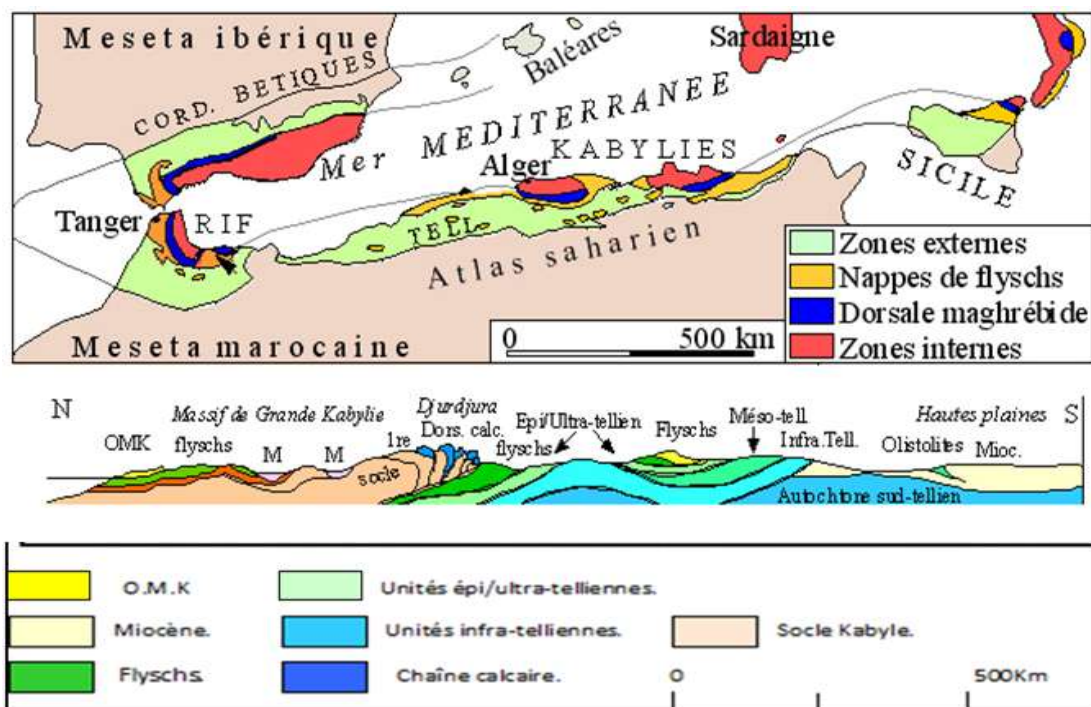 Meseta ibérique
CORD. BETIQUES
Baléares
Sardaigne
Mer MEDITERRANEE
Alger
KABYLIES
SICILE
Tanger
RIF
TELL
Atlas saharien
Meseta marocaine
0 500 km
Zones externes
Nappes de flyschs
Dorsale maghrébide
Zones internes
N
S
Massif de Grande Kabylie
Djurdjura
OMK
flyschs
M
M
1re
Dors. calc.
socle
flyschs
Epi/Ultra-tellien
Flyschs
Méso-tell.
Infra.Tell.
Hautes plaines
Olistolites
Mioc.
Autochtone sud-tellien
O.M.K
Unités épi/ultra-telliennes.
Miocène.
Unités infra-telliennes.
Socle Kabyle.
Flyschs.
Chaîne calcaire.
0 500Km